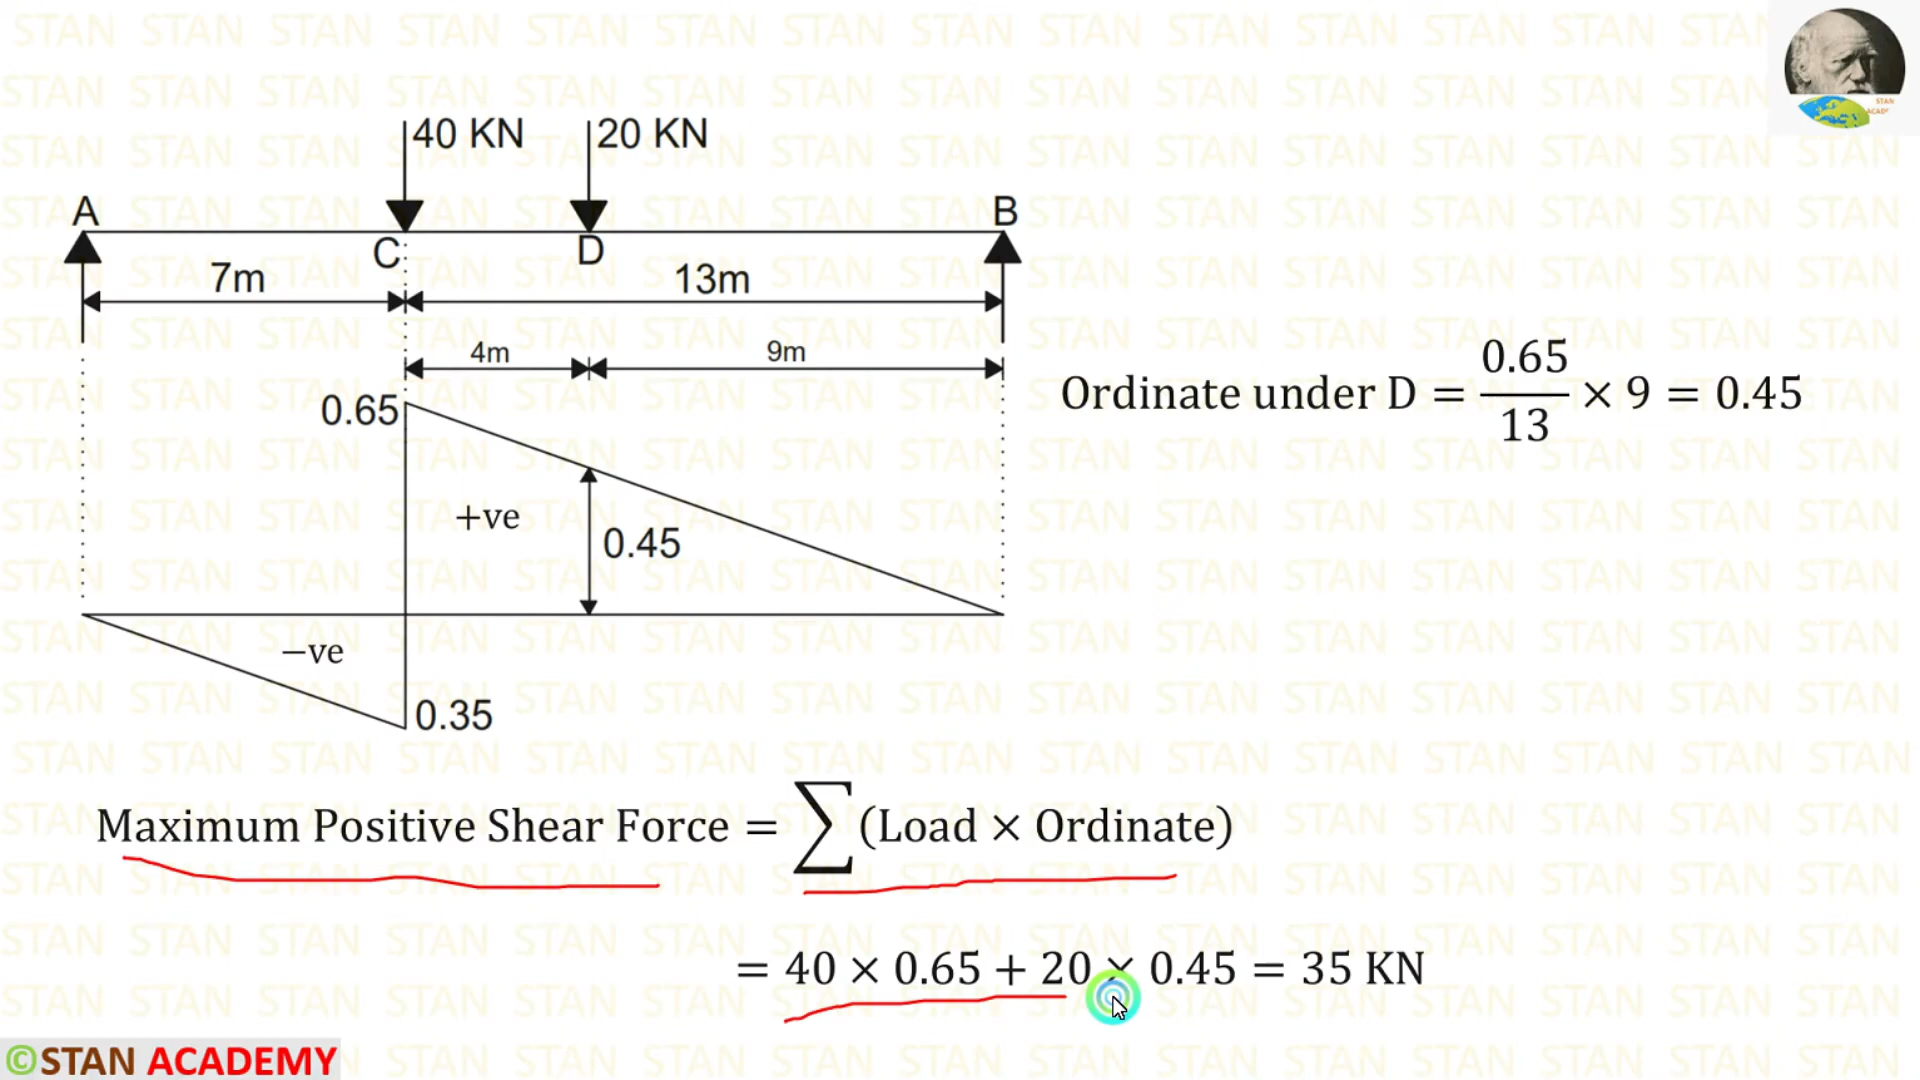 40 KN
20 KN
A
B
C
D
7m
13m
4m
9m
0.65
+ve
0.45
−ve
0.35
Ordinate under D = 0.65/13 × 9 = 0.45
Maximum Positive Shear Force = ∑(Load × Ordinate)
= 40 × 0.65 + 20 × 0.45 = 35 KN
©STAN ACADEMY
STAN